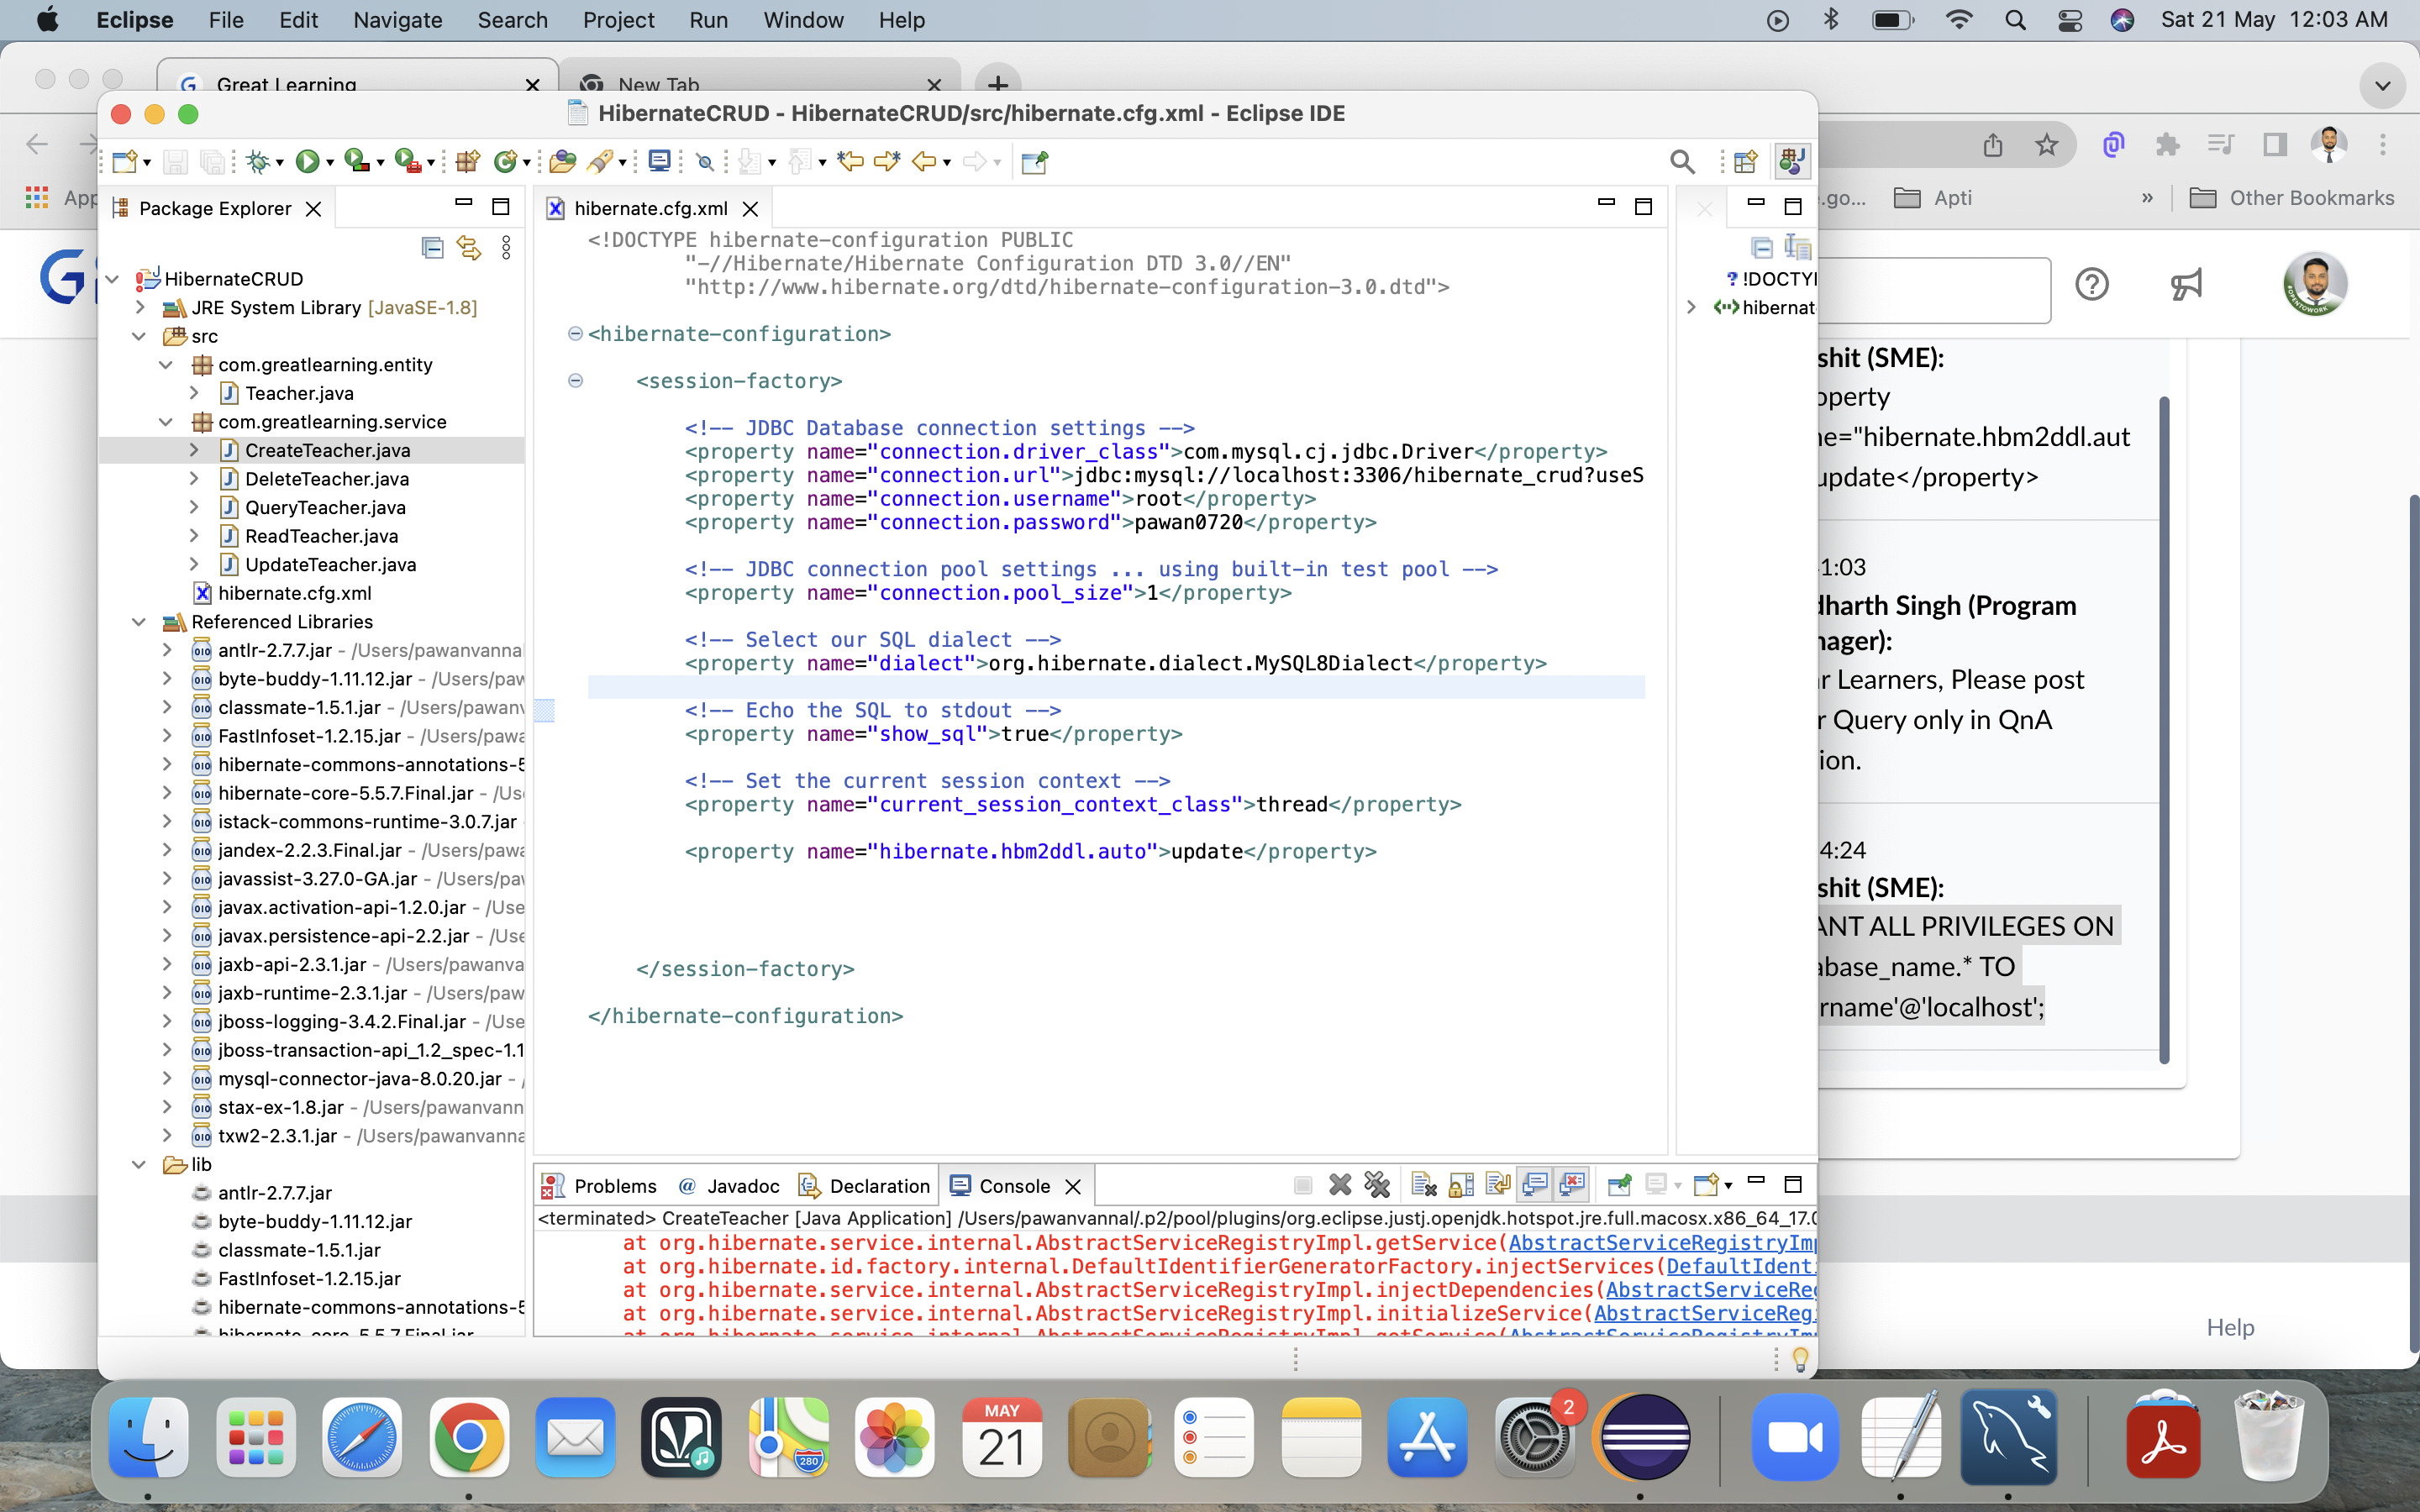 Eclipse File Edit Navigate Search Project Run Window Help
Sat 21 May 12:03 AM
Great Learning
New Tab
HibernateCRUD - HibernateCRUD/src/hibernate.cfg.xml - Eclipse IDE
Apti
»
Other Bookmarks
Package Explorer
HibernateCRUD
JRE System Library [JavaSE-1.8]
src
com.greatlearning.entity
Teacher.java
com.greatlearning.service
CreateTeacher.java
DeleteTeacher.java
QueryTeacher.java
ReadTeacher.java
UpdateTeacher.java
hibernate.cfg.xml
Referenced Libraries
antlr-2.7.7.jar - /Users/pawanvanna
byte-buddy-1.11.12.jar - /Users/paw
classmate-1.5.1.jar - /Users/pawanv
FastInfoset-1.2.15.jar - /Users/pawa
hibernate-commons-annotations-5
hibernate-core-5.5.7.Final.jar - /Us
istack-commons-runtime-3.0.7.jar
jandex-2.2.3.Final.jar - /Users/pawa
javassist-3.27.0-GA.jar - /Users/pa
javax.activation-api-1.2.0.jar - /Use
javax.persistence-api-2.2.jar - /Use
jaxb-api-2.3.1.jar - /Users/pawanva
jaxb-runtime-2.3.1.jar - /Users/paw
jboss-logging-3.4.2.Final.jar - /Use
jboss-transaction-api_1.2_spec-1.1
mysql-connector-java-8.0.20.jar - /
stax-ex-1.8.jar - /Users/pawanvann
txw2-2.3.1.jar - /Users/pawanvanna
lib
antlr-2.7.7.jar
byte-buddy-1.11.12.jar
classmate-1.5.1.jar
FastInfoset-1.2.15.jar
hibernate-commons-annotations-5
hibernate-core-5.5.7.Final.jar
hibernate.cfg.xml
<!DOCTYPE hibernate-configuration PUBLIC
"-//Hibernate/Hibernate Configuration DTD 3.0//EN"
"http://www.hibernate.org/dtd/hibernate-configuration-3.0.dtd">
<hibernate-configuration>
<session-factory>
<!-- JDBC Database connection settings -->
<property name="connection.driver_class">com.mysql.cj.jdbc.Driver</property>
<property name="connection.url">jdbc:mysql://localhost:3306/hibernate_crud?useS
<property name="connection.username">root</property>
<property name="connection.password">pawan0720</property>
<!-- JDBC connection pool settings ... using built-in test pool -->
<property name="connection.pool_size">1</property>
<!-- Select our SQL dialect -->
<property name="dialect">org.hibernate.dialect.MySQL8Dialect</property>
<!-- Echo the SQL to stdout -->
<property name="show_sql">true</property>
<!-- Set the current session context -->
<property name="current_session_context_class">thread</property>
<property name="hibernate.hbm2ddl.auto">update</property>
</session-factory>
</hibernate-configuration>
!DOCTY
hibernat
Problems @ Javadoc Declaration Console
<terminated> CreateTeacher [Java Application] /Users/pawanvannal/.p2/pool/plugins/org.eclipse.justj.openjdk.hotspot.jre.full.macosx.x86_64_17.0
at org.hibernate.service.internal.AbstractServiceRegistryImpl.getService(AbstractServiceRegistryImp
at org.hibernate.id.factory.internal.DefaultIdentifierGeneratorFactory.injectServices(DefaultIdenti
at org.hibernate.service.internal.AbstractServiceRegistryImpl.injectDependencies(AbstractServiceReg
at org.hibernate.service.internal.AbstractServiceRegistryImpl.initializeService(AbstractServiceReg
at org.hibernate.service.internal.AbstractServiceRegistryImpl.getService(AbstractServiceRegistryImp
shit (SME):
operty
ne="hibernate.hbm2ddl.aut
update</property>
1:03
dharth Singh (Program
nager):
r Learners, Please post
r Query only in QnA
ion.
4:24
shit (SME):
ANT ALL PRIVILEGES ON
abase_name.* TO
rname'@'localhost';
Help
MAY
21
280
2